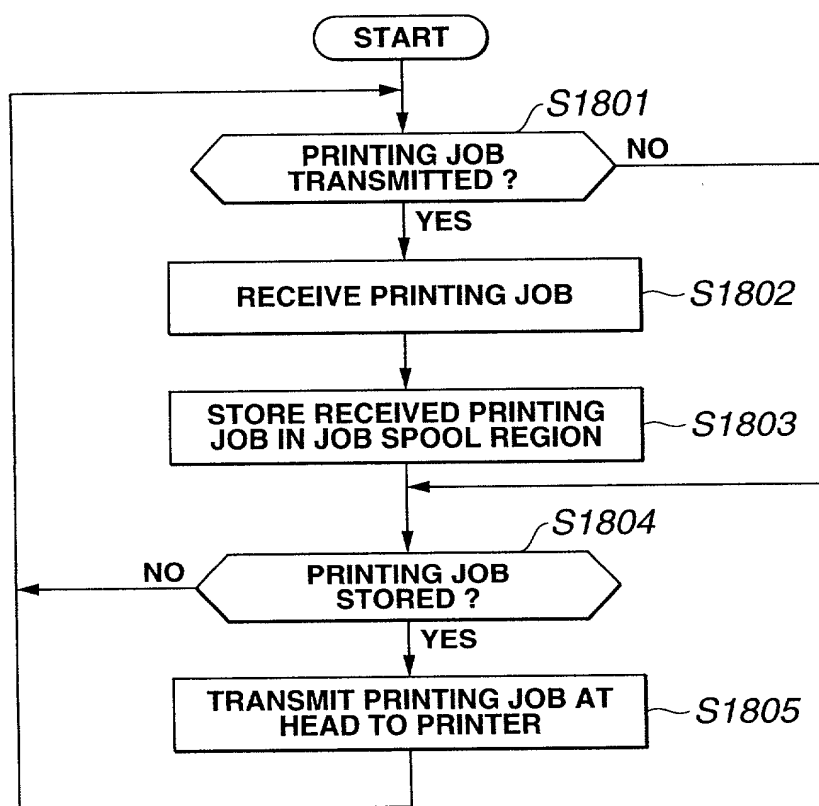 START
S1801
PRINTING JOB
TRANSMITTED ?
NO
YES
RECEIVE PRINTING JOB
S1802
STORE RECEIVED PRINTING
JOB IN JOB SPOOL REGION
S1803
S1804
NO
PRINTING JOB
STORED ?
YES
TRANSMIT PRINTING JOB AT
HEAD TO PRINTER
S1805